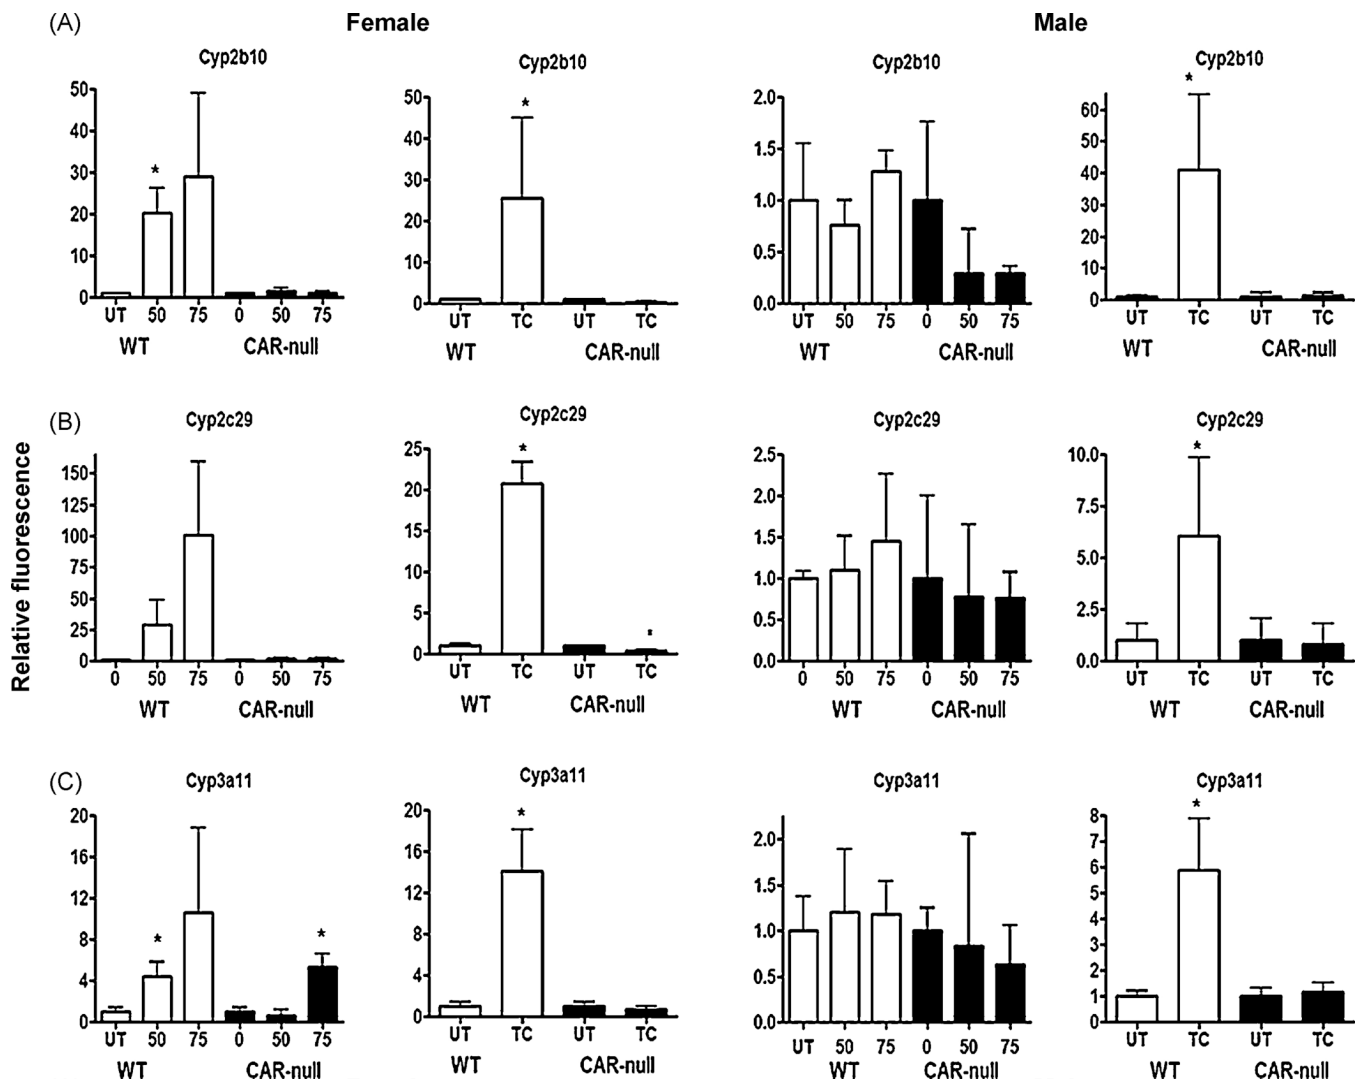 (A) Female Male
Cyp2b10 Cyp2b10 Cyp2b10 Cyp2b10
50 40 30 20 10 0
* 
UT 50 75 0 50 75
WT CAR-null
50 40 30 20 10 0
*
UT TC UT TC
WT CAR-null
2.0 1.5 1.0 0.5 0.0
UT 50 75 0 50 75
WT CAR-null
60 50 40 30 20 10 0
*
UT TC UT TC
WT CAR-null
Relative fluorescence
(B)
Cyp2c29 Cyp2c29 Cyp2c29 Cyp2c29
150 125 100 75 50 25 0
0 50 75 0 50 75
WT CAR-null
25 20 15 10 5 0
*
*
UT TC UT TC
WT CAR-null
2.5 2.0 1.5 1.0 0.5 0.0
0 50 75 0 50 75
WT CAR-null
10.0 7.5 5.0 2.5 0.0
*
UT TC UT TC
WT CAR-null
(C)
Cyp3a11 Cyp3a11 Cyp3a11 Cyp3a11
20 16 12 8 4 0
* *
UT 50 75 0 50 75
WT CAR-null
20 16 12 8 4 0
*
UT TC UT TC
WT CAR-null
2.0 1.5 1.0 0.5 0.0
UT 50 75 0 50 75
WT CAR-null
8 7 6 5 4 3 2 1 0
*
UT TC UT TC
WT CAR-null